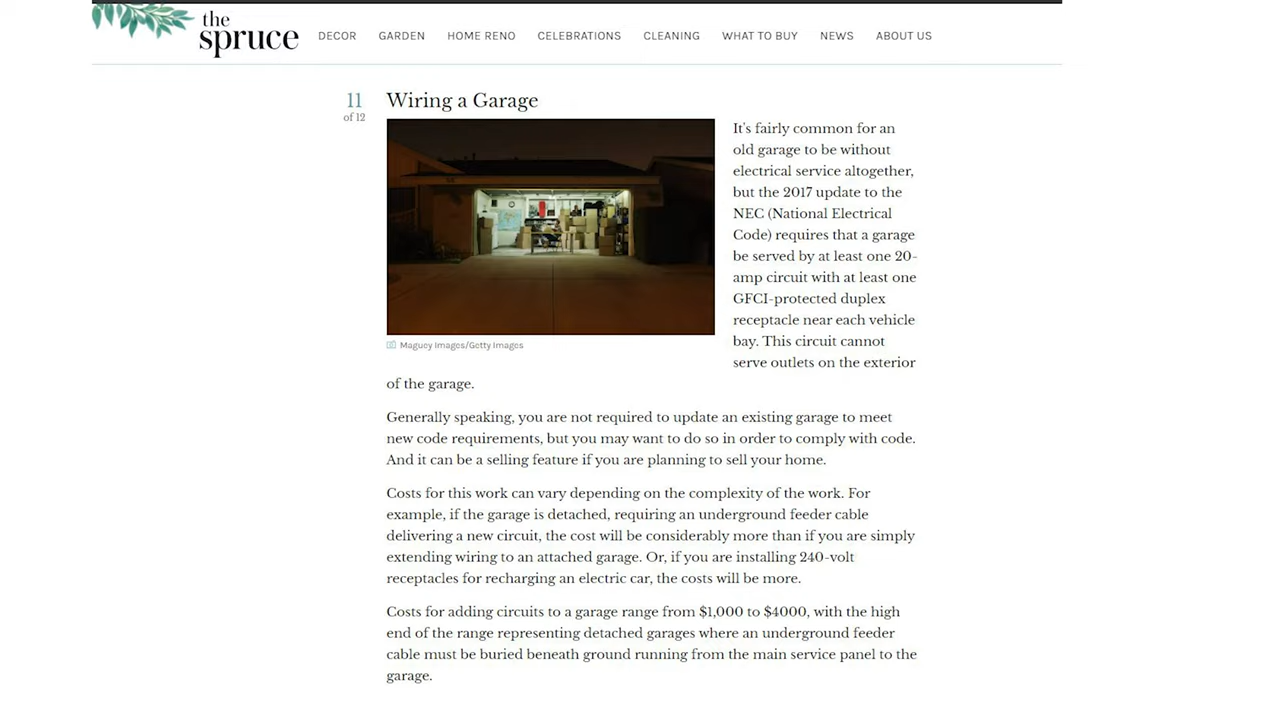 the
spruce
DECOR GARDEN HOME RENO CELEBRATIONS CLEANING WHAT TO BUY NEWS ABOUT US
11
of 12
Wiring a Garage
It's fairly common for an
old garage to be without
electrical service altogether,
but the 2017 update to the
NEC (National Electrical
Code) requires that a garage
be served by at least one 20-
amp circuit with at least one
GFCI-protected duplex
receptacle near each vehicle
bay. This circuit cannot
serve outlets on the exterior
of the garage.
Maguey Images/Getty Images
Generally speaking, you are not required to update an existing garage to meet
new code requirements, but you may want to do so in order to comply with code.
And it can be a selling feature if you are planning to sell your home.
Costs for this work can vary depending on the complexity of the work. For
example, if the garage is detached, requiring an underground feeder cable
delivering a new circuit, the cost will be considerably more than if you are simply
extending wiring to an attached garage. Or, if you are installing 240-volt
receptacles for recharging an electric car, the costs will be more.
Costs for adding circuits to a garage range from $1,000 to $4000, with the high
end of the range representing detached garages where an underground feeder
cable must be buried beneath ground running from the main service panel to the
garage.